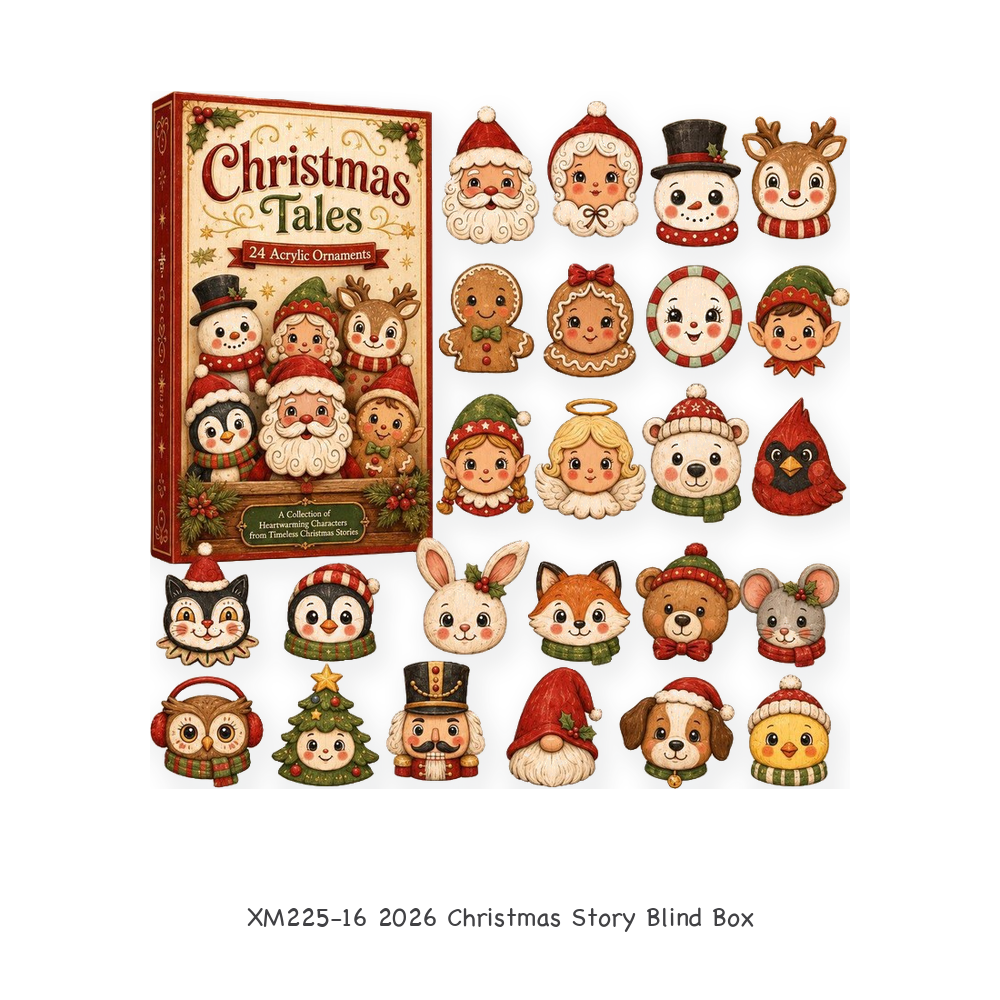 Christmas
Tales
24 Acrylic Ornaments
A Collection of
Heartwarming Characters
from Timeless Christmas Stories
XM225-16 2026 Christmas Story Blind Box